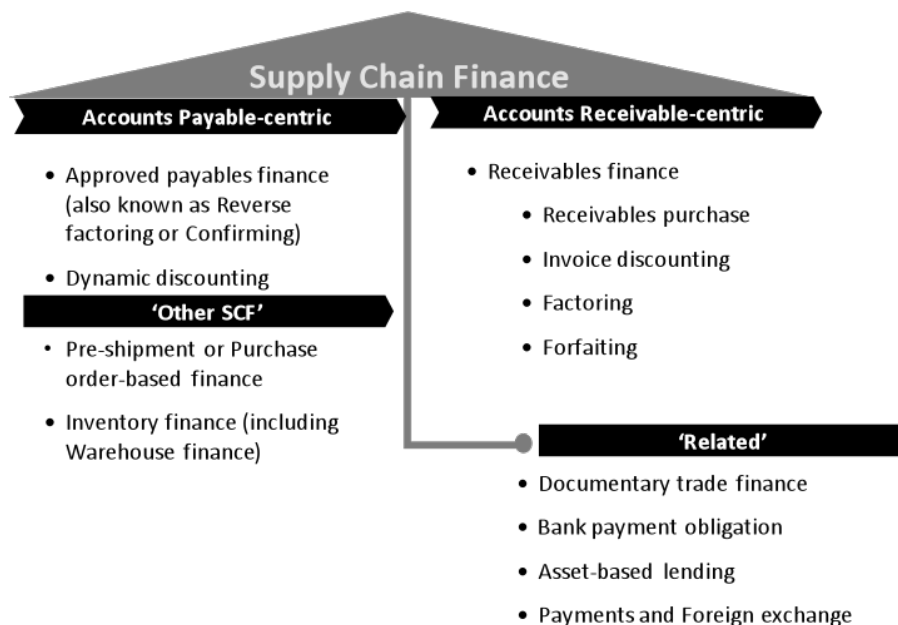 Supply Chain Finance
Accounts Payable-centric
• Approved payables finance
(also known as Reverse
factoring or Confirming)
• Dynamic discounting
‘Other SCF’
• Pre-shipment or Purchase
order-based finance
• Inventory finance (including
Warehouse finance)
Accounts Receivable-centric
• Receivables finance
• Receivables purchase
• Invoice discounting
• Factoring
• Forfaiting
‘Related’
• Documentary trade finance
• Bank payment obligation
• Asset-based lending
• Payments and Foreign exchange